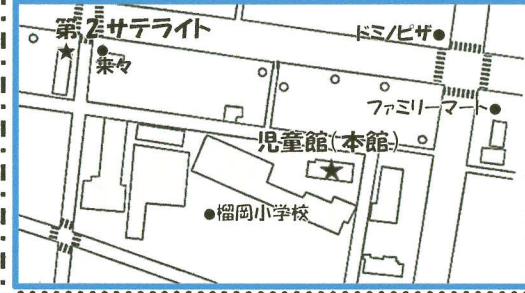 第2サテライト
ドミノピザ
来々
ファミリーマート
児童館(本館)
榴岡小学校